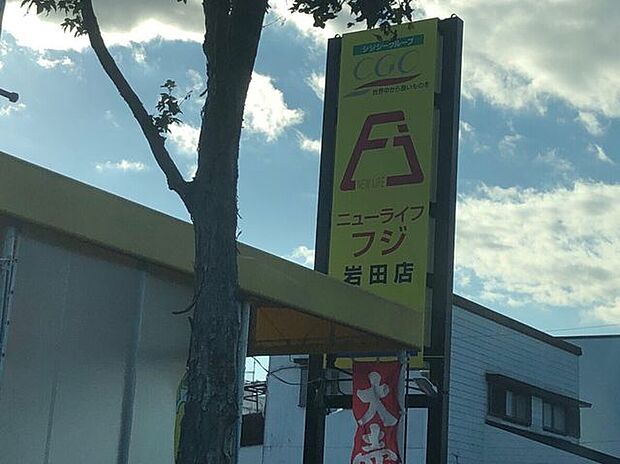 シジシーグループ
CGC
世界中から良いものを
NEW LIFE
ニューライフ
フジ
岩田店
大売